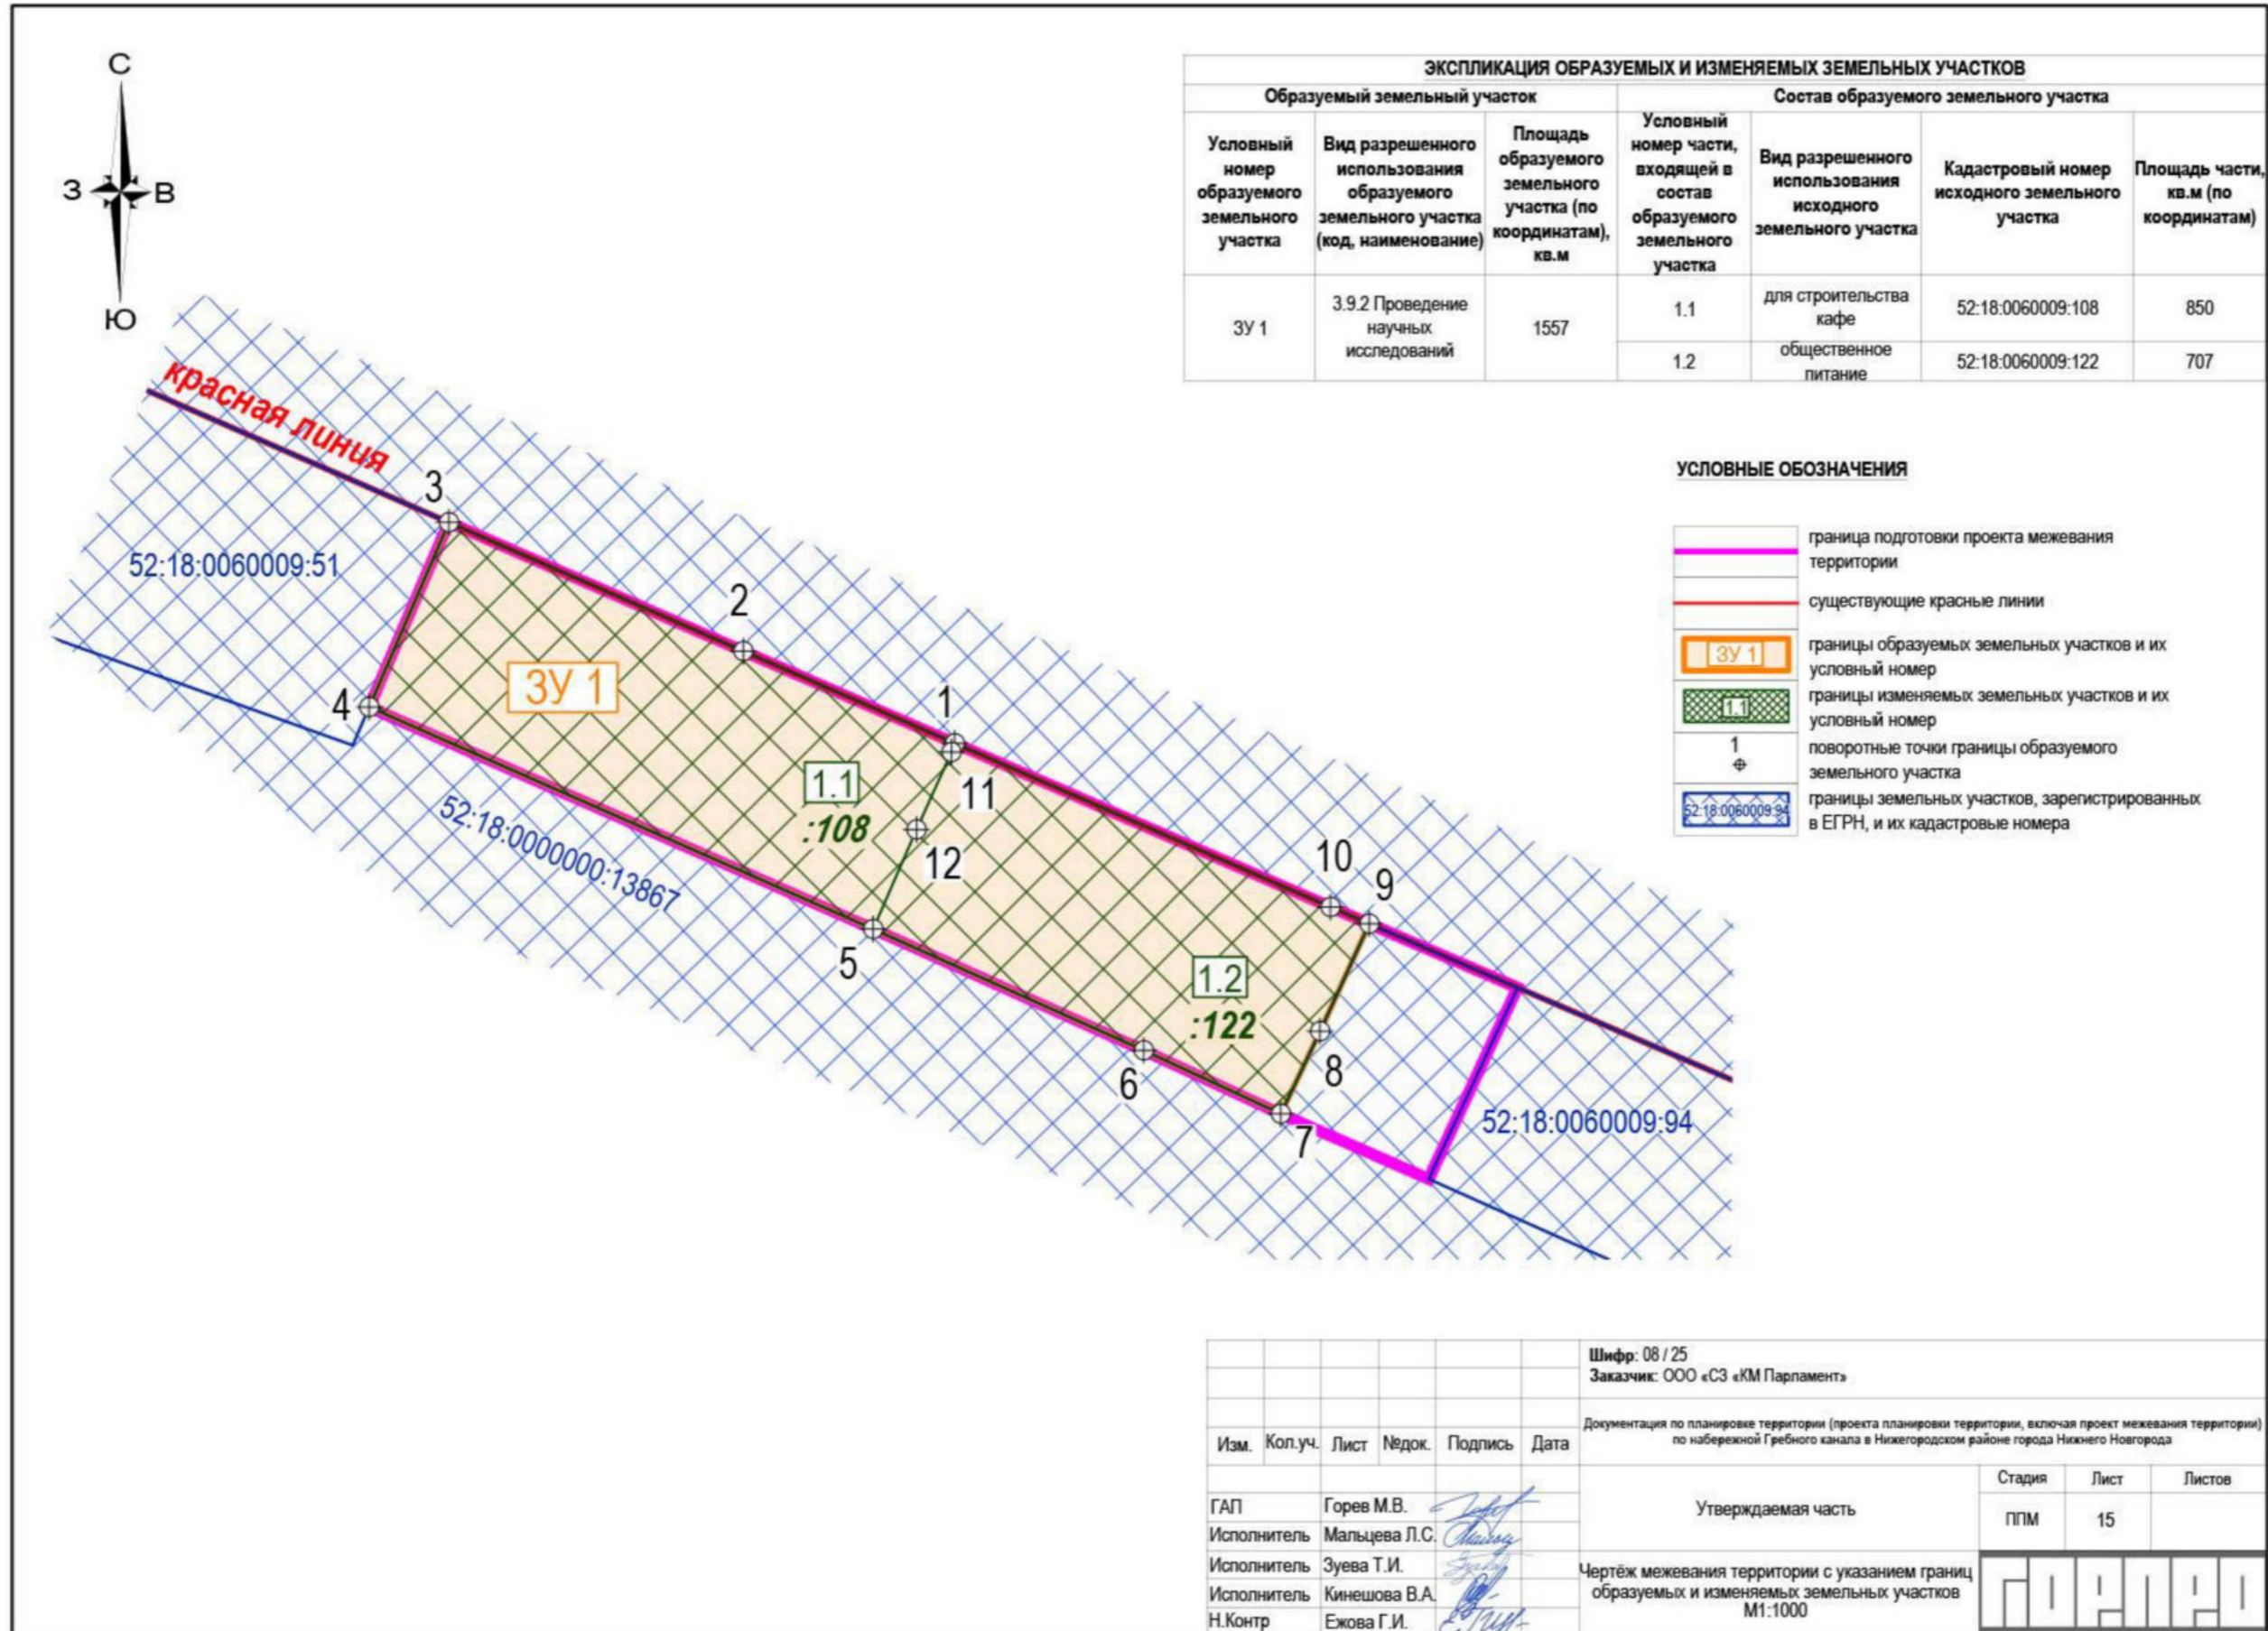 С
З
В
Ю
ЭКСПЛИКАЦИЯ ОБРАЗУЕМЫХ И ИЗМЕНЯЕМЫХ ЗЕМЕЛЬНЫХ УЧАСТКОВ
Образуемый земельный участок
Состав образуемого земельного участка
Условный
номер
образуемого
земельного
участка
Вид разрешенного
использования
образуемого
земельного участка
(код, наименование)
Площадь
образуемого
земельного
участка (по
координатам),
кв.м
Условный
номер части,
входящей в
состав
образуемого
земельного
участка
Вид разрешенного
использования
исходного
земельного участка
Кадастровый номер
исходного земельного
участка
Площадь части,
кв.м (по
координатам)
ЗУ 1
3.9.2 Проведение
научных
исследований
1557
1.1
для строительства
кафе
52:18:0060009:108
850
1.2
общественное
питание
52:18:0060009:122
707
УСЛОВНЫЕ ОБОЗНАЧЕНИЯ
граница подготовки проекта межевания
территории
существующие красные линии
ЗУ 1
границы образуемых земельных участков и их
условный номер
1.1
границы изменяемых земельных участков и их
условный номер
1
поворотные точки границы образуемого
земельного участка
52:18:0060009:94
границы земельных участков, зарегистрированных
в ЕГРН, и их кадастровые номера
красная линия
3
52:18:0060009:51
2
ЗУ 1
1
4
1.1
:108
11
52:18:0000000:13867
12
10
9
5
1.2
:122
8
6
52:18:0060009:94
7
Шифр: 08 / 25
Заказчик: ООО «СЗ «КМ Парламент»
Документация по планировке территории (проекта планировки территории, включая проект межевания территории)
по набережной Гребного канала в Нижегородском районе города Нижнего Новгорода
Изм.
Кол.уч.
Лист
№док.
Подпись
Дата
Утверждаемая часть
Стадия
Лист
Листов
ППМ
15
ГАП
Горев М.В.
Исполнитель
Мальцева Л.С.
Исполнитель
Зуева Т.И.
Исполнитель
Кинешова В.А.
Н.Контр
Ежова Г.И.
Чертёж межевания территории с указанием границ
образуемых и изменяемых земельных участков
М1:1000